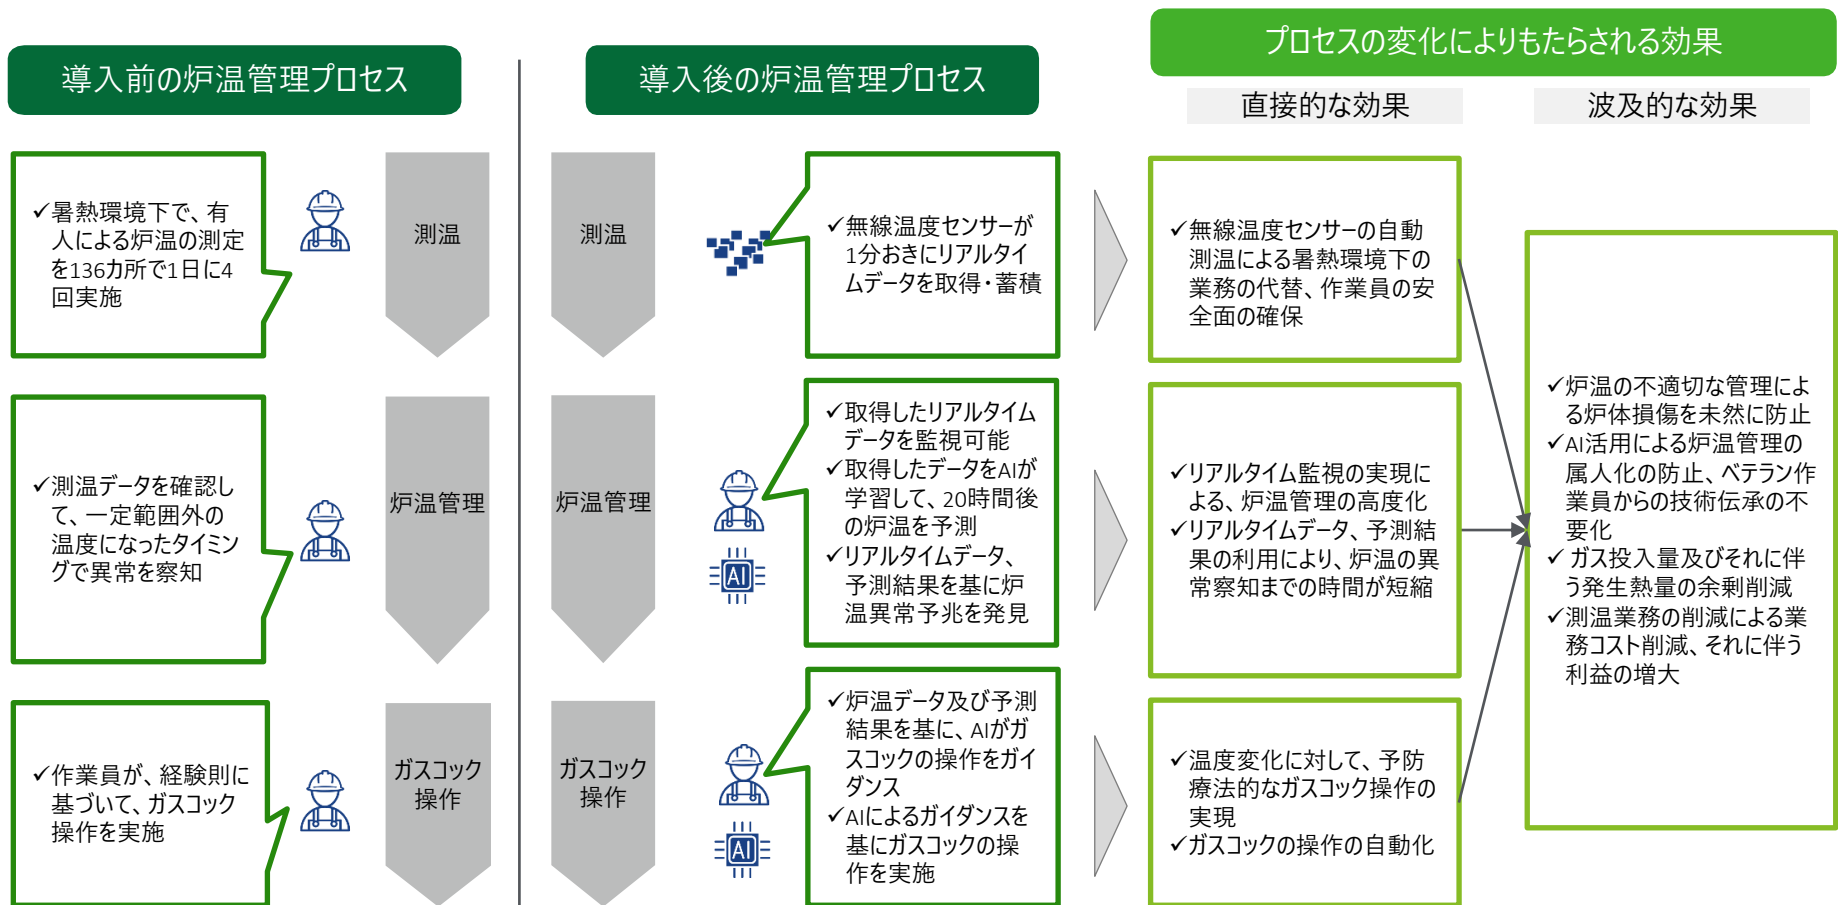 プロセスの変化によりもたらされる効果
導入前の炉温管理プロセス
導入後の炉温管理プロセス
直接的な効果
波及的な効果
✓暑熱環境下で、有
人による炉温の測定
を136カ所で1日に4
回実施
測温
測温
✓無線温度センサーが
1分おきにリアルタイ
ムデータを取得・蓄積
✓無線温度センサーの自動
測温による暑熱環境下の
業務の代替、作業員の安
全面の確保
✓測温データを確認し
て、一定範囲外の
温度になったタイミン
グで異常を察知
炉温管理
炉温管理
✓取得したリアルタイム
データを監視可能
✓取得したデータをAIが
学習して、20時間後
の炉温を予測
✓リアルタイムデータ、
予測結果を基に炉
温異常予兆を発見
AI
✓リアルタイム監視の実現に
よる、炉温管理の高度化
✓リアルタイムデータ、予測結
果の利用により、炉温の異
常察知までの時間が短縮
✓作業員が、経験則に
基づいて、ガスコック
操作を実施
ガスコック
操作
ガスコック
操作
✓炉温データ及び予測
結果を基に、AIがガ
スコックの操作をガイ
ダンス
✓AIによるガイダンスを
基にガスコックの操
作を実施
AI
✓温度変化に対して、予防
療法的なガスコック操作の
実現
✓ガスコックの操作の自動化
✓炉温の不適切な管理によ
る炉体損傷を未然に防止
✓AI活用による炉温管理の
属人化の防止、ベテラン作
業員からの技術伝承の不
要化
✓ガス投入量及びそれに伴
う発生熱量の余剰削減
✓測温業務の削減による業
務コスト削減、それに伴う
利益の増大